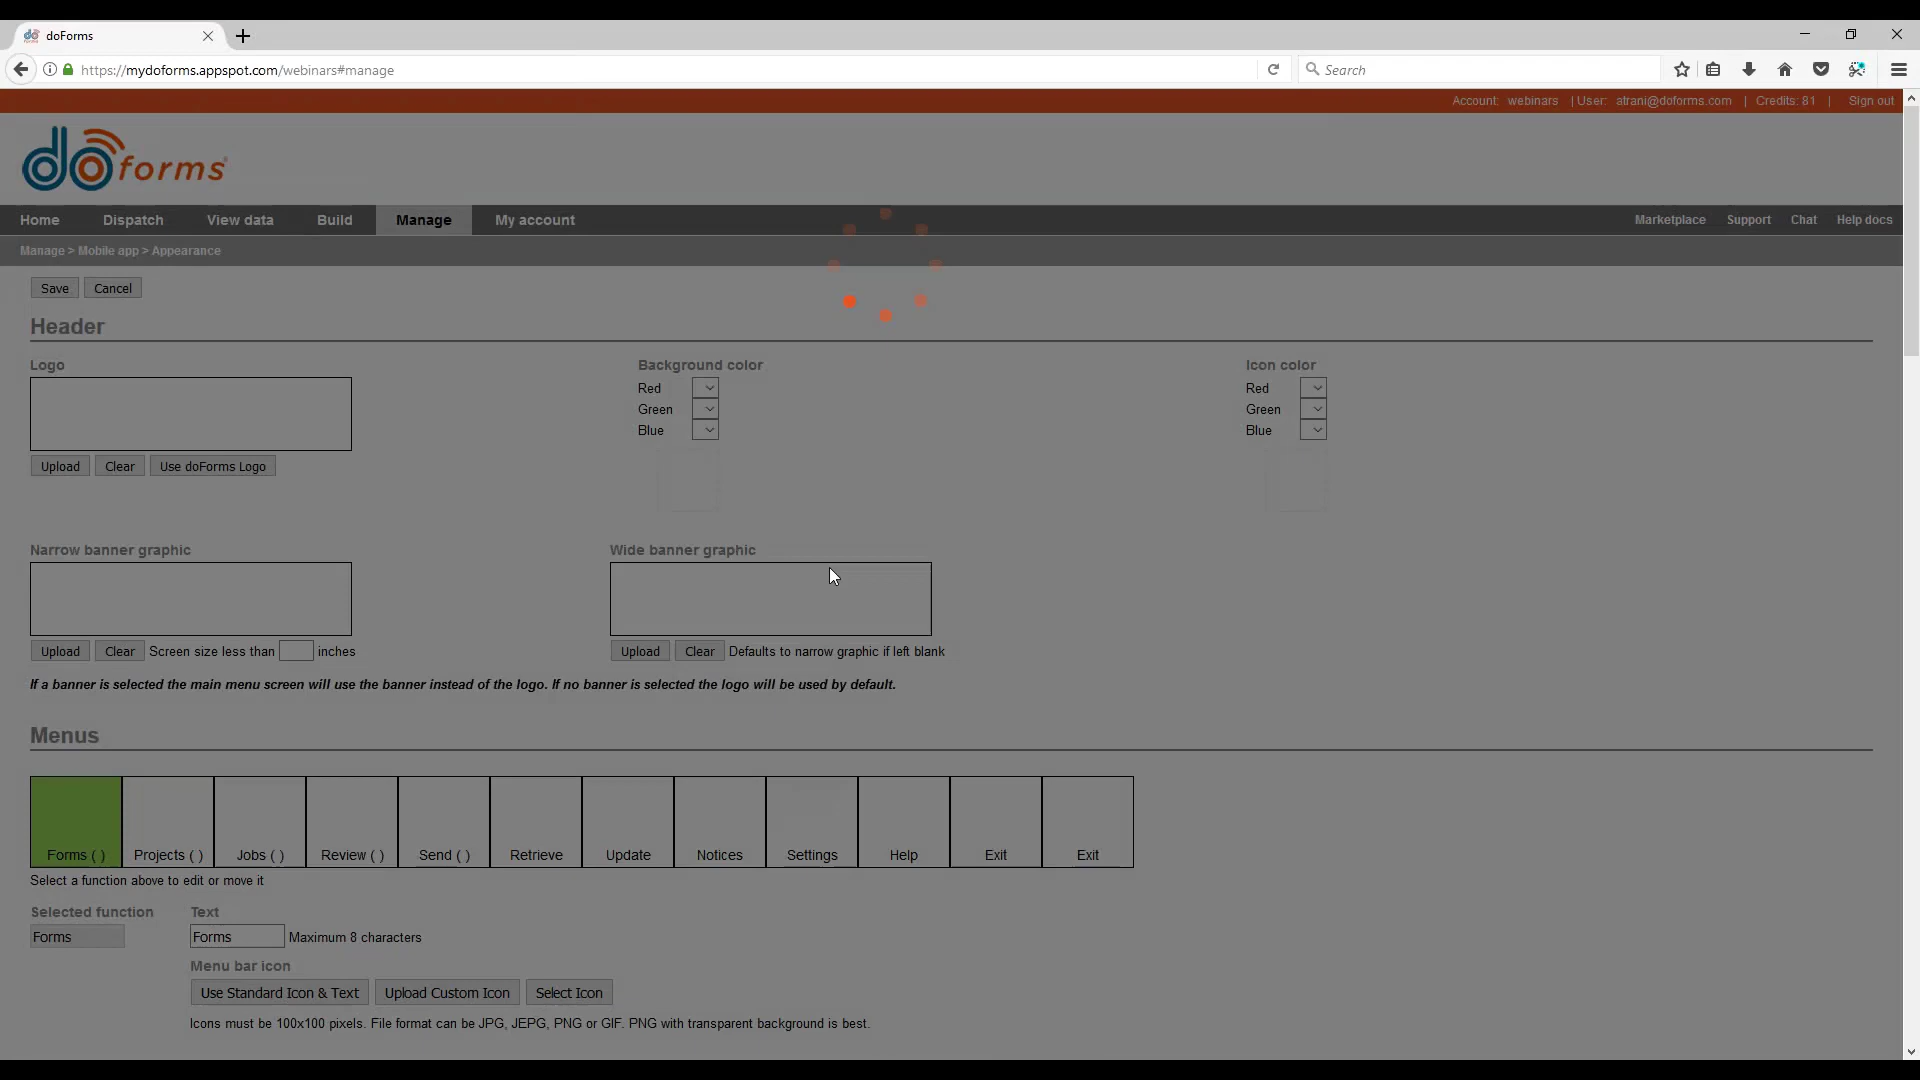 doForms
https://mydoforms.appspot.com/webinars#manage
Search
Account: webinars | User: atrani@doforms.com | Credits: 81 | Sign out
doforms
Home Dispatch View data Build Manage My account Marketplace Support Chat Help docs
Manage > Mobile app > Appearance
Save Cancel
Header
Logo Background color Icon color
Red Red
Green Green
Blue Blue
Upload Clear Use doForms Logo
Narrow banner graphic Wide banner graphic
Upload Clear Screen size less than inches Upload Clear Defaults to narrow graphic if left blank
If a banner is selected the main menu screen will use the banner instead of the logo. If no banner is selected the logo will be used by default.
Menus
Forms ( ) Projects ( ) Jobs ( ) Review ( ) Send ( ) Retrieve Update Notices Settings Help Exit Exit
Select a function above to edit or move it
Selected function Text
Forms Forms Maximum 8 characters
Menu bar icon
Use Standard Icon & Text Upload Custom Icon Select Icon
Icons must be 100x100 pixels. File format can be JPG, JEPG, PNG or GIF. PNG with transparent background is best.